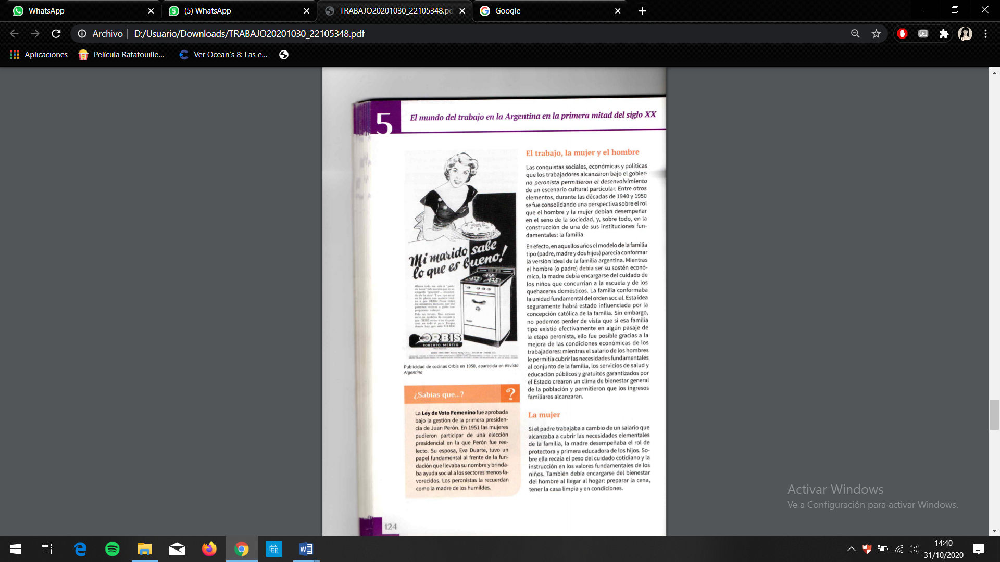 WhatsApp
(5) WhatsApp
TRABAJO20201030_22105348.pd
Google
Archivo
D:/Usuario/Downloads/TRABAJO20201030_22105348.pdf
Aplicaciones
Película Ratatouille...
Ver Ocean's 8: Las e...
5
El mundo del trabajo en la Argentina en la primera mitad del siglo XX
Mi marido sabe
lo que es bueno!
ORBIS
ROBERTO MERTIG
Publicidad de cocinas Orbis en 1950, aparecida en Revista
Argentina
¿Sabías que...?
?
La Ley de Voto Femenino fue aprobada
bajo la gestión de la primera presiden-
cia de Juan Perón. En 1951 las mujeres
pudieron participar de una elección
presidencial en la que Perón fue ree-
lecto. Su esposa, Eva Duarte, tuvo un
papel fundamental al frente de la fun-
dación que llevaba su nombre y brinda-
ba ayuda social a los sectores menos fa-
vorecidos. Los peronistas la recuerdan
como la madre de los humildes.
El trabajo, la mujer y el hombre
Las conquistas sociales, económicas y políticas
que los trabajadores alcanzaron bajo el gobier-
no peronista permitieron el desenvolvimiento
de un escenario cultural particular. Entre otros
elementos, durante las décadas de 1940 y 1950
se fue consolidando una perspectiva sobre el rol
que el hombre y la mujer debían desempeñar
en el seno de la sociedad, y, sobre todo, en la
construcción de una de sus instituciones fun-
damentales: la familia.
En efecto, en aquellos años el modelo de la familia
tipo (padre, madre y dos hijos) parecía conformar
la versión ideal de la familia argentina. Mientras
el hombre (o padre) debía ser su sostén econó-
mico, la madre debía encargarse del cuidado de
los niños que concurrían a la escuela y de los
quehaceres domésticos. La familia conformaba
la unidad fundamental del orden social. Esta idea
seguramente habrá estado influenciada por la
concepción católica de la familia. Sin embargo,
no podemos perder de vista que si esa familia
tipo existió efectivamente en algún pasaje de
la etapa peronista, ello fue posible gracias a la
mejora de las condiciones económicas de los
trabajadores: mientras el salario de los hombres
le permitía cubrir las necesidades fundamentales
al conjunto de la familia, los servicios de salud y
educación públicos y gratuitos garantizados por
el Estado crearon un clima de bienestar general
de la población y permitieron que los ingresos
familiares alcanzaran.
La mujer
Si el padre trabajaba a cambio de un salario que
alcanzaba a cubrir las necesidades elementales
de la familia, la madre desempeñaba el rol de
protectora y primera educadora de los hijos. So-
bre ella recaía el peso del cuidado cotidiano y la
instrucción en los valores fundamentales de los
niños. También debía encargarse del bienestar
del hombre al llegar al hogar: preparar la cena,
tener la casa limpia y en condiciones.
124
Activar Windows
Ve a Configuración para activar Windows.
14:40
31/10/2020